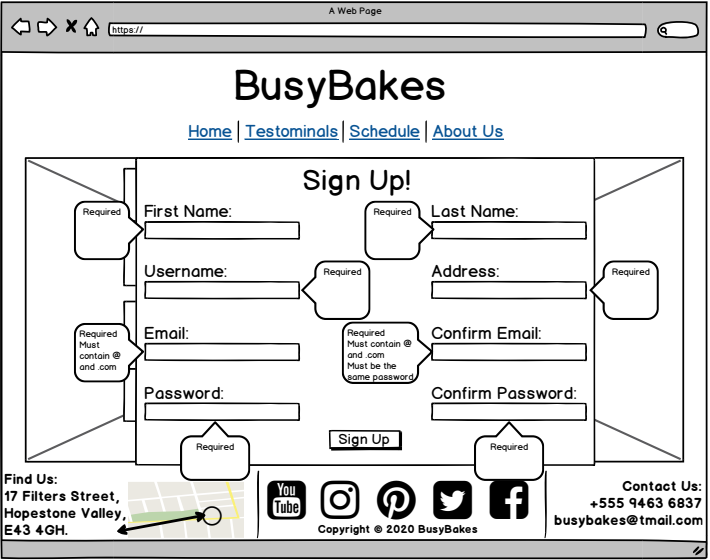 A Web Page
https://
BusyBakes
Home Testominals Schedule About Us
Sign Up!
First Name:
Required
Last Name:
Required
Username:
Required
Address:
Required
Email:
Required
Must
contain @
and .com
Confirm Email:
Required
Must contain @
and .com
Must be the
same password
Password:
Required
Confirm Password:
Required
Sign Up
Find Us:
17 Filters Street,
Hopestone Valley,
E43 4GH.
You
Tube
Copyright © 2020 BusyBakes
Contact Us:
+555 9463 6837
busybakes@tmail.com